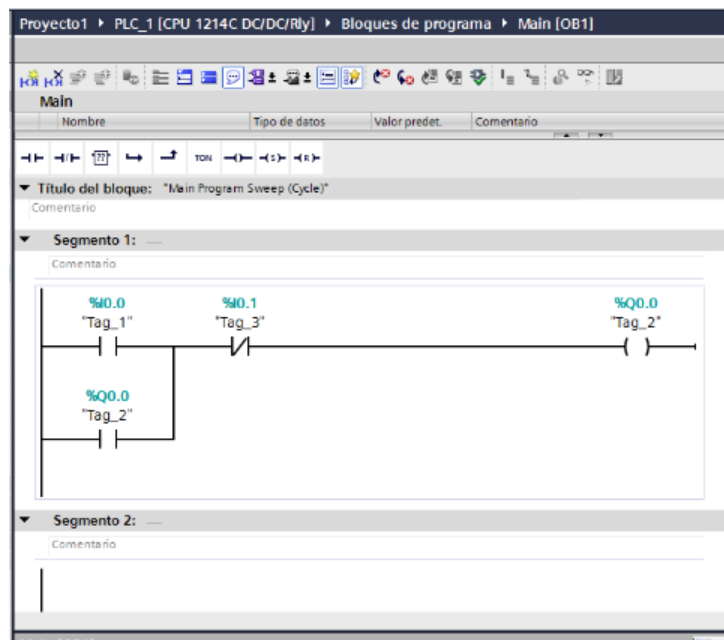 Proyecto1 ▸ PLC_1 [CPU 1214C DC/DC/Rly] ▸ Bloques de programa ▸ Main [OB1]
Main
Nombre Tipo de datos Valor predet. Comentario
TON
Título del bloque: "Main Program Sweep (Cycle)"
Comentario
Segmento 1:
Comentario
%I0.0 %I0.1 %Q0.0
"Tag_1" "Tag_3" "Tag_2"
%Q0.0
"Tag_2"
Segmento 2:
Comentario